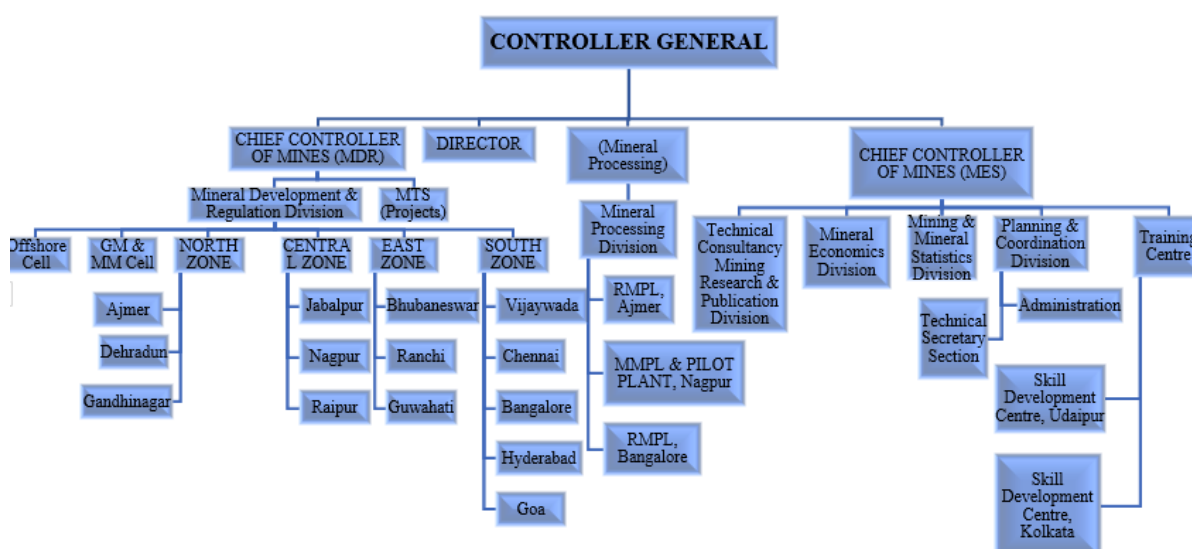 CONTROLLER GENERAL
CHIEF CONTROLLER
OF MINES (MDR)
DIRECTOR
(Mineral
Processing)
CHIEF CONTROLLER
OF MINES (MES)
Mineral Development &
Regulation Division
MTS
(Projects)
Offshore
Cell
GM &
MM Cell
NORTH
ZONE
CENTRA
L ZONE
EAST
ZONE
SOUTH
ZONE
Ajmer
Dehradun
Gandhinagar
Jabalpur
Nagpur
Raipur
Bhubaneswar
Ranchi
Guwahati
Vijaywada
Chennai
Bangalore
Hyderabad
Goa
Mineral
Processing
Division
RMPL,
Ajmer
MMPL & PILOT
PLANT, Nagpur
RMPL,
Bangalore
Technical
Consultancy
Mining
Research &
Publication
Division
Mineral
Economics
Division
Mining &
Mineral
Statistics
Division
Planning &
Coordination
Division
Training
Centre
Administration
Technical
Secretary
Section
Skill
Development
Centre, Udaipur
Skill
Development
Centre,
Kolkata